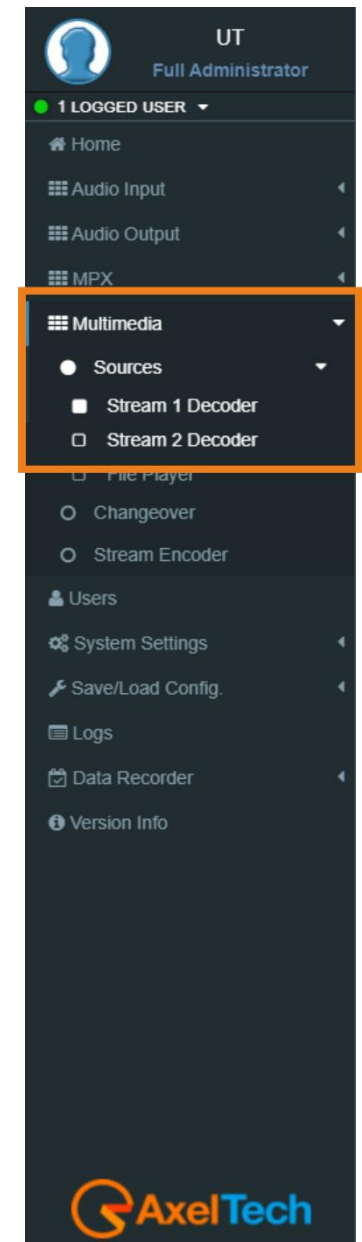 UT
Full Administrator
1 LOGGED USER
Home
Audio Input
Audio Output
MPX
Multimedia
Sources
Stream 1 Decoder
Stream 2 Decoder
File Player
Changeover
Stream Encoder
Users
System Settings
Save/Load Config.
Logs
Data Recorder
Version Info
AxelTech